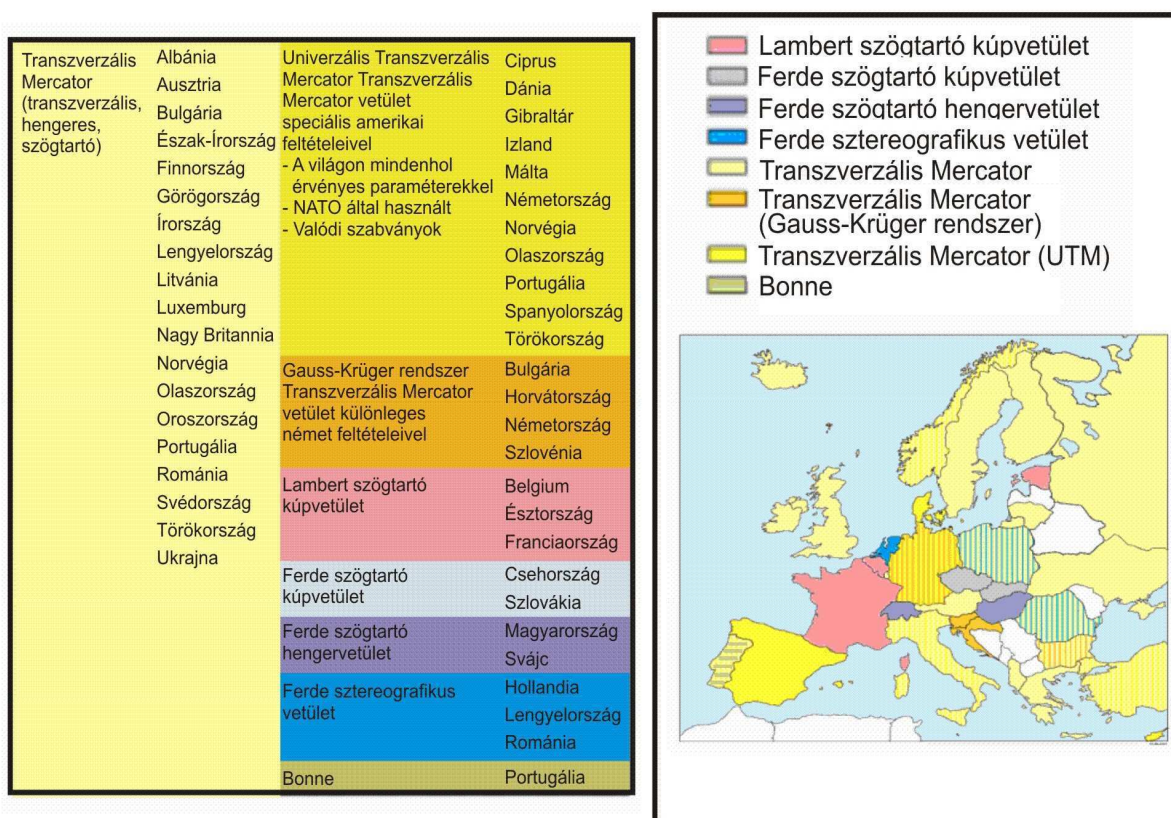 Transzverzális
Mercator
(transzverzális,
hengeres,
szögtartó)
Albánia
Ausztria
Bulgária
Észak-Írország
Finnország
Görögország
Írország
Lengyelország
Litvánia
Luxemburg
Nagy Britannia
Norvégia
Olaszország
Oroszország
Portugália
Románia
Svédország
Törökország
Ukrajna
Univerzális Transzverzális
Mercator Transzverzális
Mercator vetület
speciális amerikai
feltételeivel
- A világon mindenhol
érvényes paraméterekkel
- NATO által használt
- Valódi szabványok
Ciprus
Dánia
Gibraltár
Izland
Málta
Németország
Norvégia
Olaszország
Portugália
Spanyolország
Törökország
Gauss-Krüger rendszer
Transzverzális Mercator
vetület különleges
német feltételeivel
Bulgária
Horvátország
Németország
Szlovénia
Lambert szögtartó
kúpvetület
Belgium
Észtország
Franciaország
Ferde szögtartó
kúpvetület
Csehország
Szlovákia
Ferde szögtartó
hengervetület
Magyarország
Svájc
Ferde sztereografikus
vetület
Hollandia
Lengyelország
Románia
Bonne
Portugália
Lambert szögtartó kúpvetület
Ferde szögtartó kúpvetület
Ferde szögtartó hengervetület
Ferde sztereografikus vetület
Transzverzális Mercator
Transzverzális Mercator
(Gauss-Krüger rendszer)
Transzverzális Mercator (UTM)
Bonne